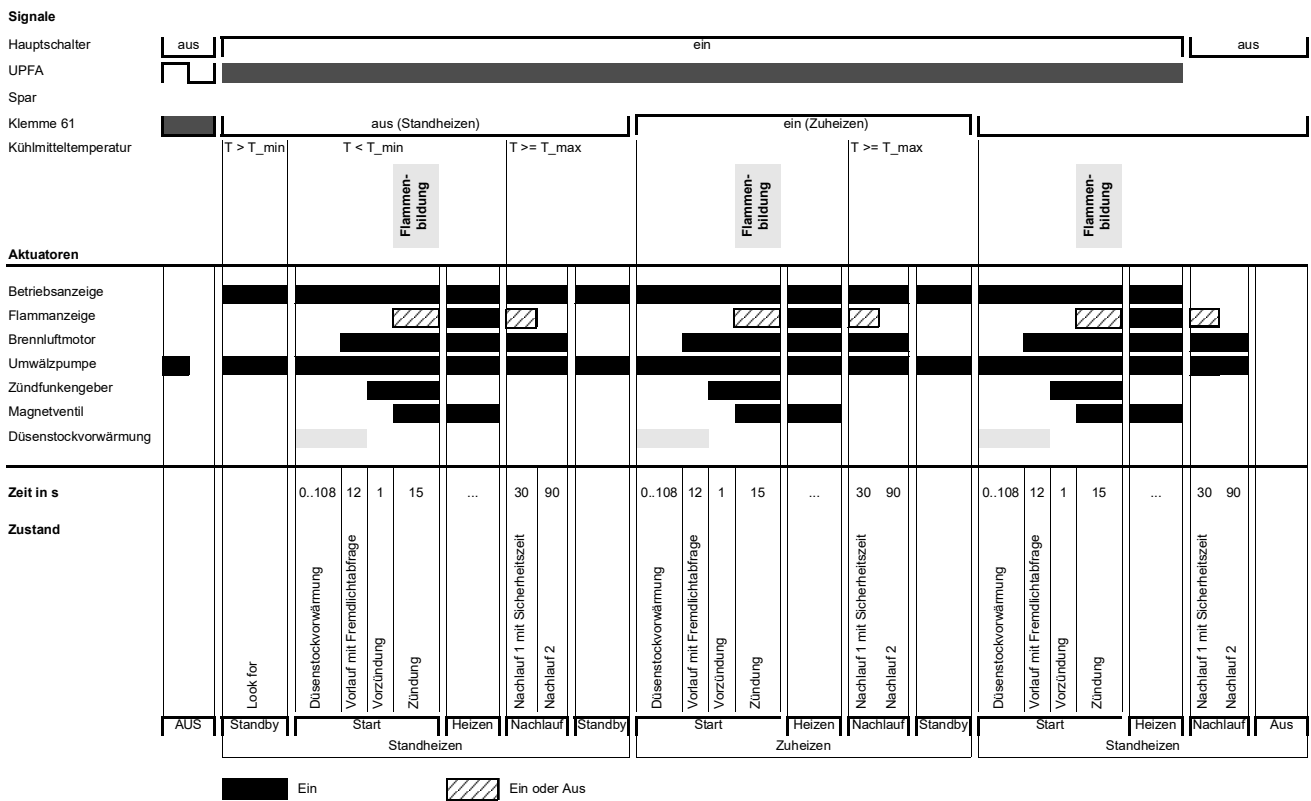 Signale
Hauptschalter aus ein aus
UPFA
Spar
Klemme 61 aus (Standheizen) ein (Zuheizen)
Kühlmitteltemperatur T > T_min T < T_min T >= T_max T >= T_max
Flammen-
bildung
Flammen-
bildung
Flammen-
bildung
Aktuatoren
Betriebsanzeige
Flammanzeige
Brennluftmotor
Umwälzpumpe
Zündfunkengeber
Magnetventil
Düsenstockvorwärmung
Zeit in s 0..108 12 1 15 ... 30 90 0..108 12 1 15 ... 30 90 0..108 12 1 15 ... 30 90
Zustand
Look for
Düsenstockvorwärmung
Vorlauf mit Fremdlichtabfrage
Vorzündung
Zündung
Nachlauf 1 mit Sicherheitszeit
Nachlauf 2
Düsenstockvorwärmung
Vorlauf mit Fremdlichtabfrage
Vorzündung
Zündung
Nachlauf 1 mit Sicherheitszeit
Nachlauf 2
Düsenstockvorwärmung
Vorlauf mit Fremdlichtabfrage
Vorzündung
Zündung
Nachlauf 1 mit Sicherheitszeit
Nachlauf 2
AUS Standby Start Heizen Nachlauf Standby Start Heizen Nachlauf Standby Start Heizen Nachlauf Aus
Standheizen Zuheizen Standheizen
Ein Ein oder Aus